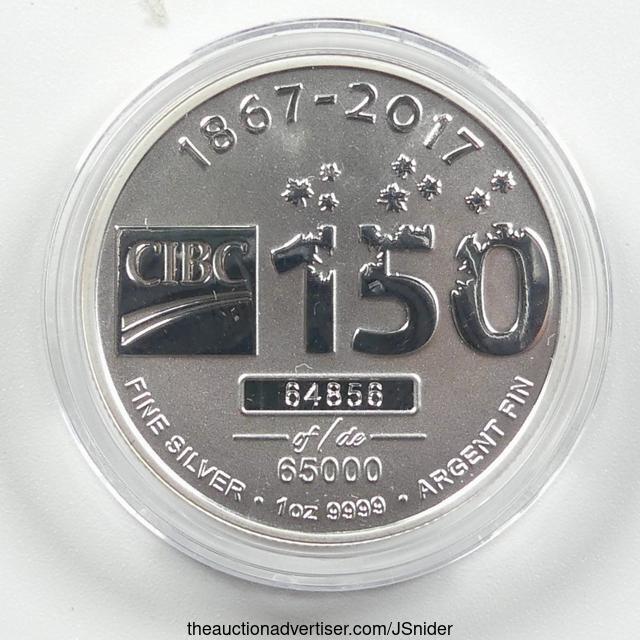 1867-2017
CIBC
150
64856
of/de
65000
FINE SILVER · 1oz 9999 · ARGENT FIN
theauctionadvertiser.com/JSnider